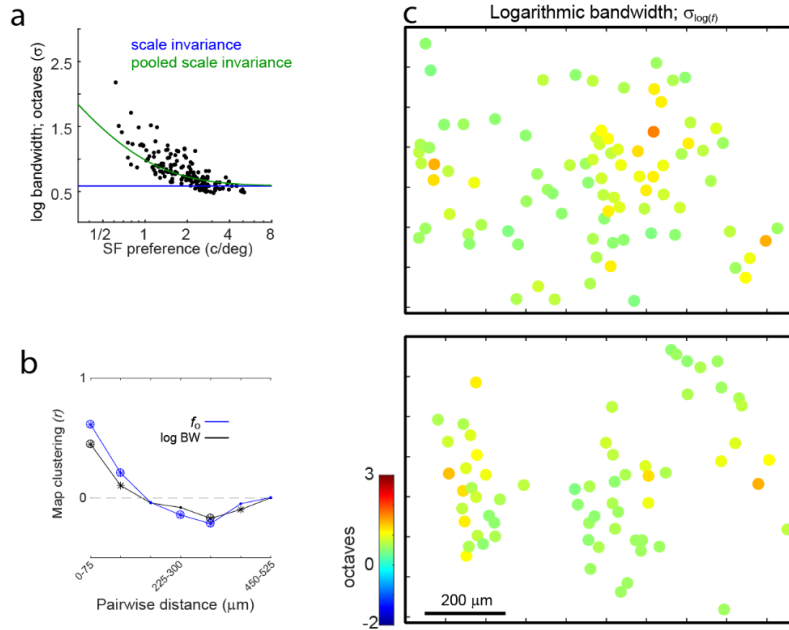 a
scale invariance
pooled scale invariance
log bandwidth; octaves (σ)
2.5
1.5
0.5
1/2
1
2
4
8
SF preference (c/deg)
b
1
f₀
log BW
Map clustering (r)
0
0-75
225-300
450-525
Pairwise distance (μm)
c
Logarithmic bandwidth; σlog(f)
3
0
-2
octaves
200 μm